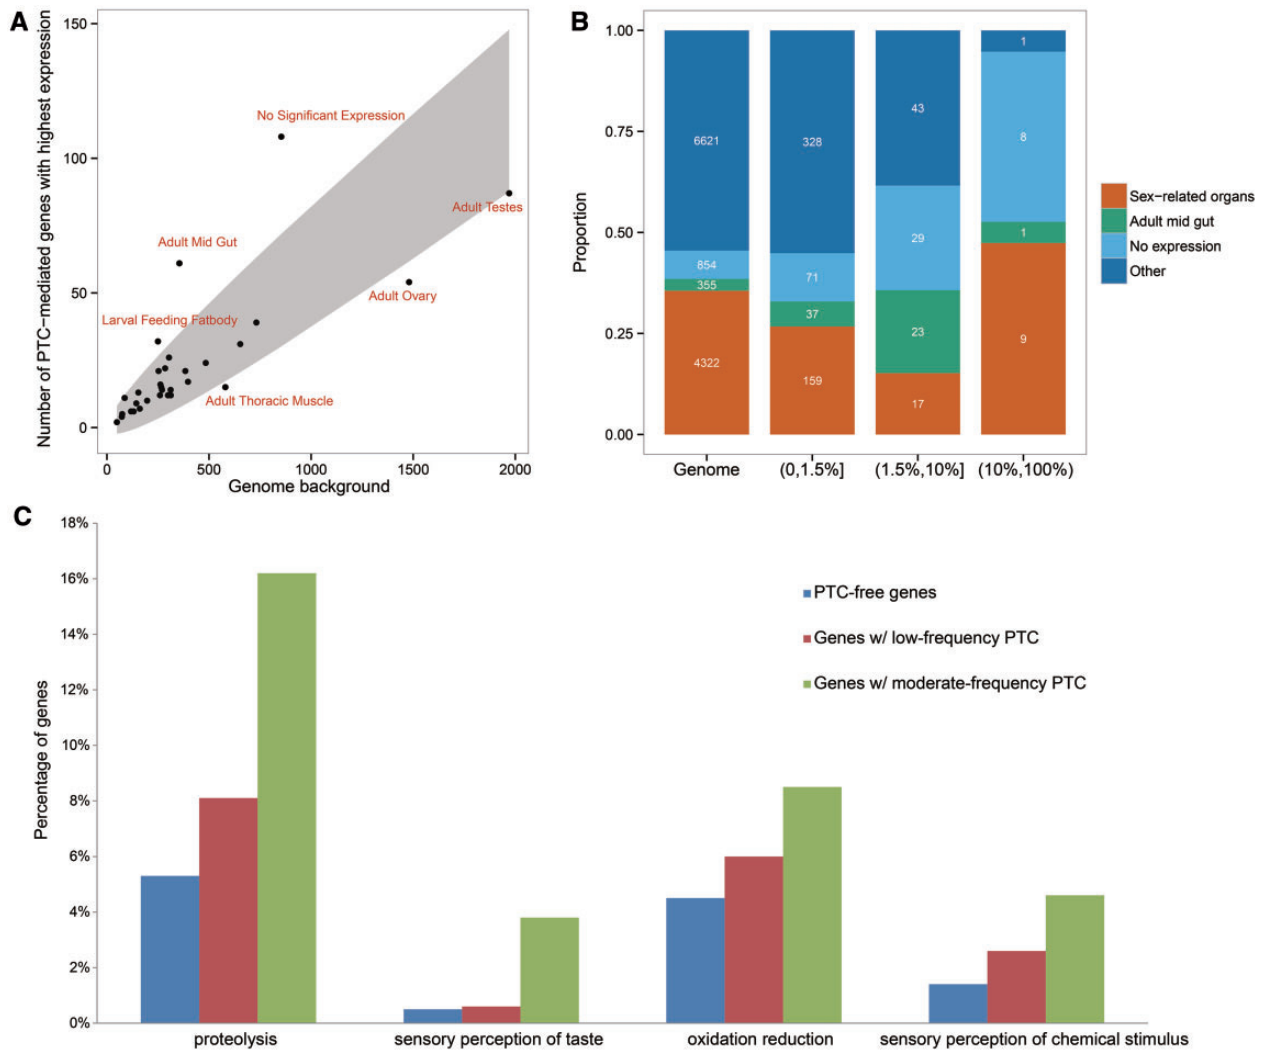 A
Number of PTC−mediated genes with highest expression
150
100
50
0
No Significant Expression
Adult Testes
Adult Mid Gut
Adult Ovary
Larval Feeding Fatbody
Adult Thoracic Muscle
0
500
1000
1500
2000
Genome background
B
Proportion
1.00
0.75
0.50
0.25
0.00
6621
854
355
4322
328
71
37
159
43
29
23
17
1
8
1
9
Genome
(0,1.5%]
(1.5%,10%]
(10%,100%)
Sex−related organs
Adult mid gut
No expression
Other
C
Percentage of genes
18%
16%
14%
12%
10%
8%
6%
4%
2%
0%
PTC-free genes
Genes w/ low-frequency PTC
Genes w/ moderate-frequency PTC
proteolysis
sensory perception of taste
oxidation reduction
sensory perception of chemical stimulus